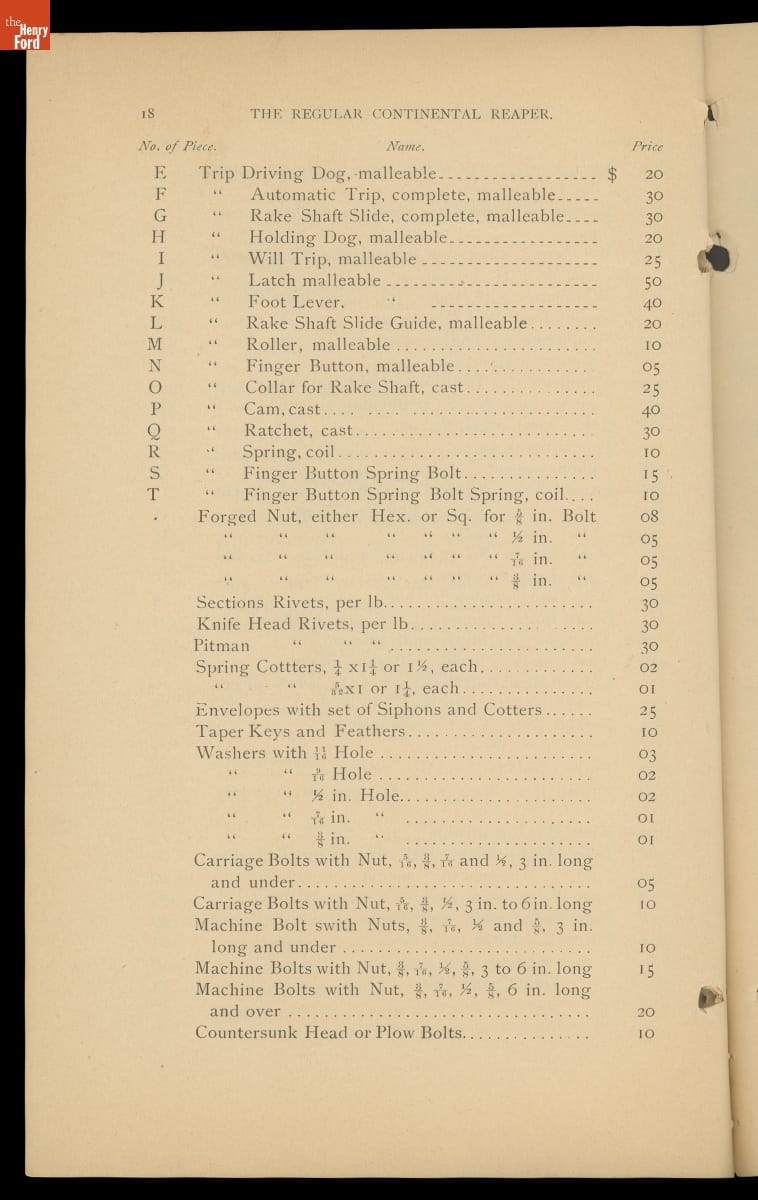 the
Henry
Ford
18 THE REGULAR CONTINENTAL REAPER.
No. of Piece. Name. Price
E Trip Driving Dog, malleable $ 20
F “ Automatic Trip, complete, malleable 30
G “ Rake Shaft Slide, complete, malleable 30
H “ Holding Dog, malleable 20
I “ Will Trip, malleable 25
J “ Latch malleable 50
K “ Foot Lever, “ 40
L “ Rake Shaft Slide Guide, malleable 20
M “ Roller, malleable 10
N “ Finger Button, malleable 05
O “ Collar for Rake Shaft, cast 25
P “ Cam, cast 40
Q “ Ratchet, cast 30
R “ Spring, coil 10
S “ Finger Button Spring Bolt 15
T “ Finger Button Spring Bolt Spring, coil 10
Forged Nut, either Hex. or Sq. for 5/8 in. Bolt 08
“ “ “ “ “ “ “ 1/2 in. “ 05
“ “ “ “ “ “ “ 7/16 in. “ 05
“ “ “ “ “ “ “ 3/8 in. “ 05
Sections Rivets, per lb. 30
Knife Head Rivets, per lb. 30
Pitman “ “ “ 30
Spring Cottters, 1/4 x1 1/4 or 1 1/2, each 02
“ “ 5/32x1 or 1 1/4, each 01
Envelopes with set of Siphons and Cotters 25
Taper Keys and Feathers 10
Washers with 11/16 Hole 03
“ “ 9/16 Hole 02
“ “ 1/2 in. Hole 02
“ “ 7/16 in. “ 01
“ “ 3/8 in. “ 01
Carriage Bolts with Nut, 5/16, 3/8, 7/16 and 1/2, 3 in. long
and under 05
Carriage Bolts with Nut, 5/16, 3/8, 1/2, 3 in. to 6 in. long 10
Machine Bolt swith Nuts, 3/8, 7/16, 1/2 and 5/8, 3 in.
long and under 10
Machine Bolts with Nut, 3/8, 7/16, 1/2, 5/8, 3 to 6 in. long 15
Machine Bolts with Nut, 3/8, 7/16, 1/2, 5/8, 6 in. long
and over 20
Countersunk Head or Plow Bolts 10